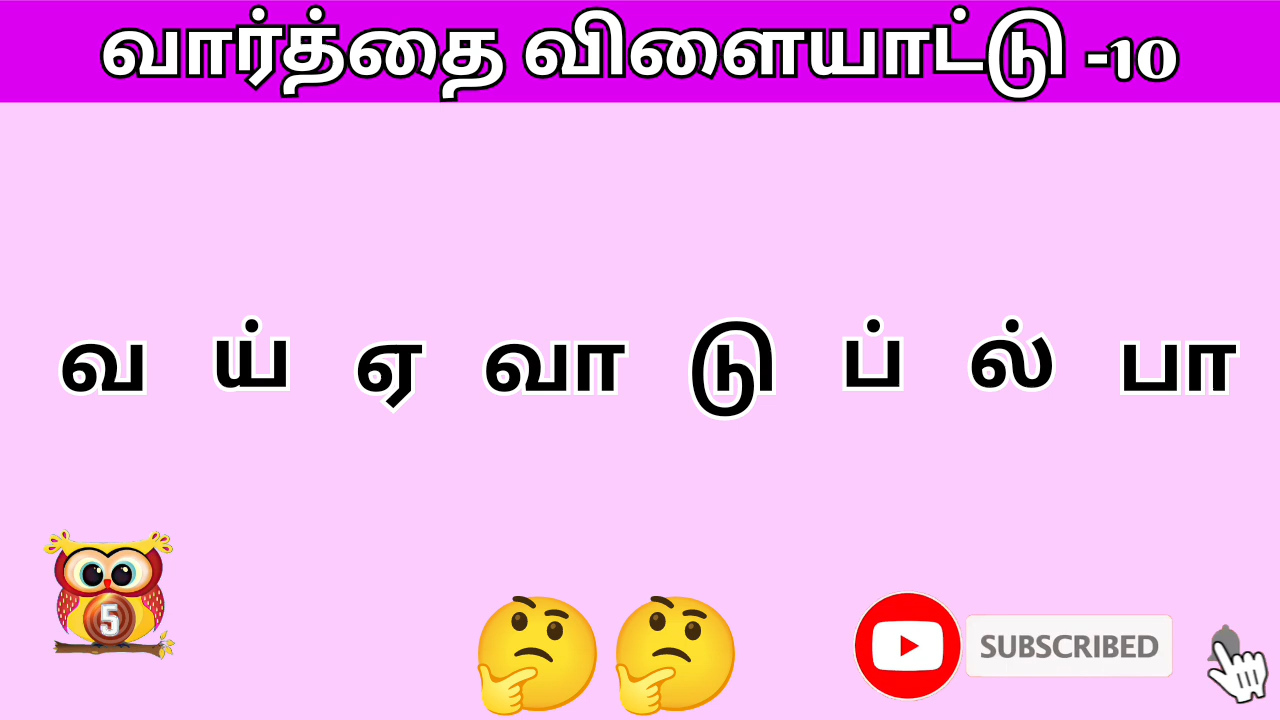 வார்த்தை விளையாட்டு -10
வ ய் ஏ வா டு ப் ல் பா
5
SUBSCRIBED